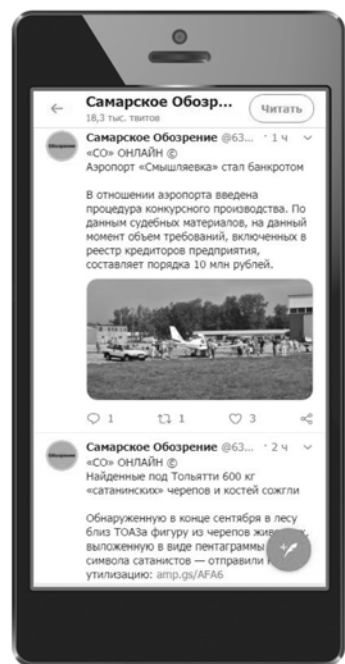 Самарское Обозр...
18,3 тыс. твитов
Читать
Самарское Обозрение @63... · 1 ч
«СО» ОНЛАЙН ©
Аэропорт «Смышляевка» стал банкротом
В отношении аэропорта введена
процедура конкурсного производства. По
данным судебных материалов, на данный
момент объем требований, включенных в
реестр кредиторов предприятия,
составляет порядка 10 млн рублей.
1 1 3
Самарское Обозрение @63... · 2 ч
«СО» ОНЛАЙН ©
Найденные под Тольятти 600 кг
«сатанинских» черепов и костей сожгли
Обнаруженную в конце сентября в лесу
близ ТОАЗа фигуру из черепов
выложенную в виде пентаграммы
символа сатанистов — отправили
утилизацию: amp.gs/AFA6